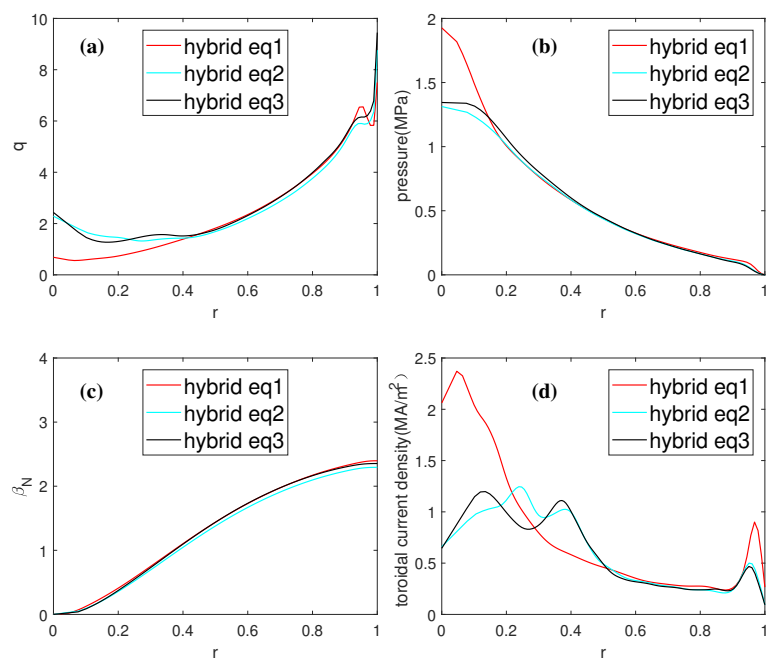 10
8
6
4
2
0
q
(a)
hybrid eq1
hybrid eq2
hybrid eq3
0
0.2
0.4
0.6
0.8
1
r
2
1.5
1
0.5
0
pressure(MPa)
(b)
hybrid eq1
hybrid eq2
hybrid eq3
0
0.2
0.4
0.6
0.8
1
r
4
3
2
1
0
β_N
(c)
hybrid eq1
hybrid eq2
hybrid eq3
0
0.2
0.4
0.6
0.8
1
r
2.5
2
1.5
1
0.5
0
toroidal current density(MA/m²)
(d)
hybrid eq1
hybrid eq2
hybrid eq3
0
0.2
0.4
0.6
0.8
1
r